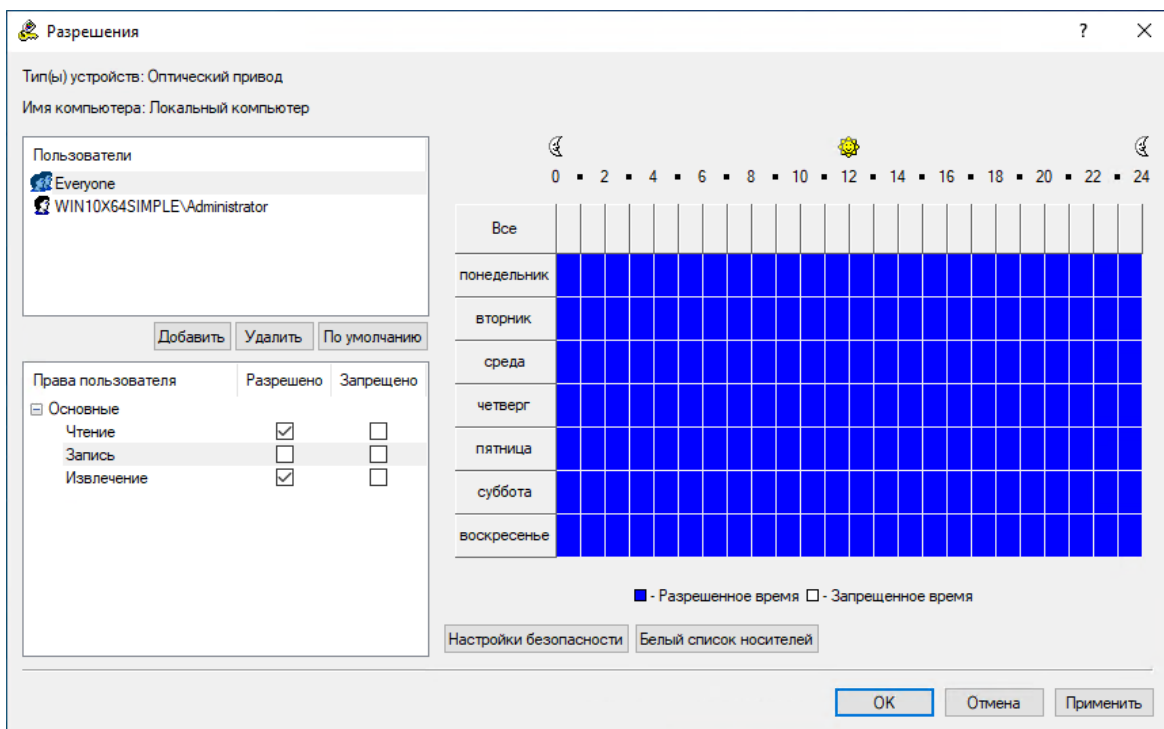 Разрешения
Тип(ы) устройств: Оптический привод
Имя компьютера: Локальный компьютер
Пользователи
Everyone
WIN10X64SIMPLE\Administrator
Добавить Удалить По умолчанию
Права пользователя Разрешено Запрещено
Основные
Чтение
Запись
Извлечение
0 2 4 6 8 10 12 14 16 18 20 22 24
Все
понедельник
вторник
среда
четверг
пятница
суббота
воскресенье
- Разрешенное время - Запрещенное время
Настройки безопасности Белый список носителей
OK Отмена Применить